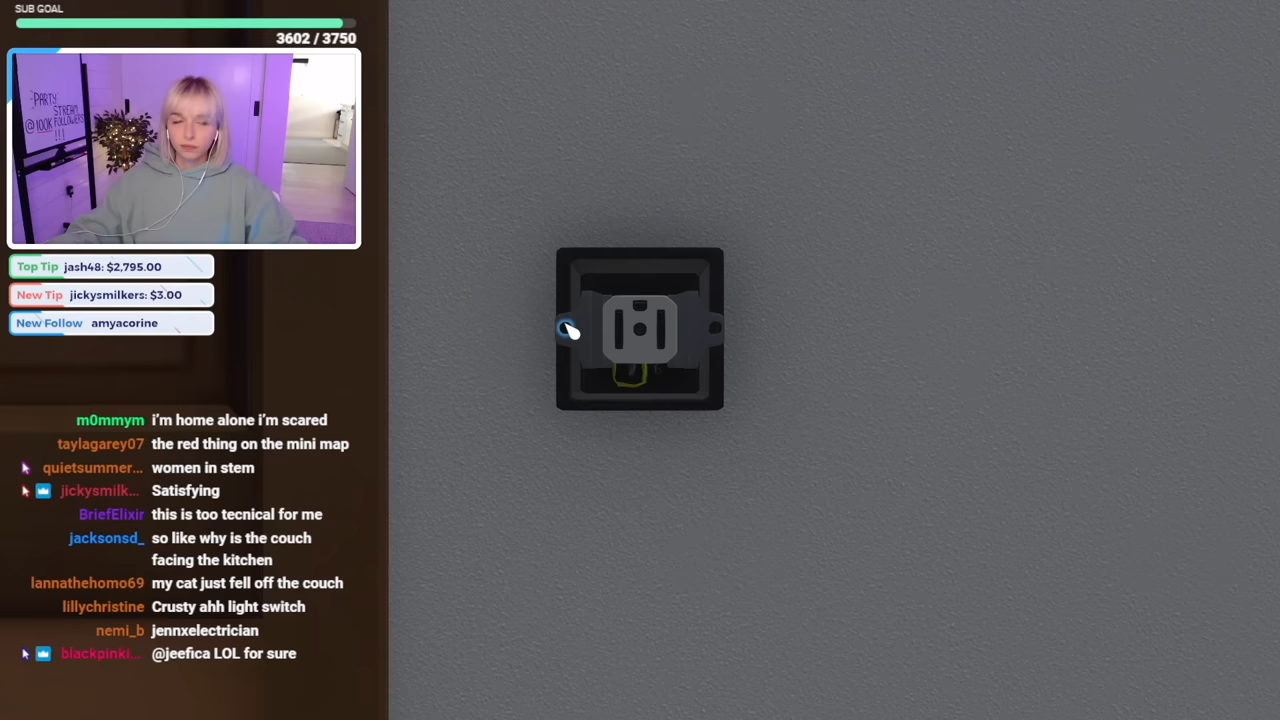 SUB GOAL
3602 / 3750
PARTY
STREAM
@100K FOLLOWERS
!!!
Top Tip jash48: $2,795.00
New Tip jickysmilkers: $3.00
New Follow amyacorine
m0mmym i'm home alone i'm scared
taylagarey07 the red thing on the mini map
quietsummer... women in stem
jickysmilk... Satisfying
BriefElixir this is too tecnical for me
jacksonsd_ so like why is the couch
facing the kitchen
lannathehomo69 my cat just fell off the couch
lillychristine Crusty ahh light switch
nemi_b jennxelectrician
blackpinki... @jeefica LOL for sure